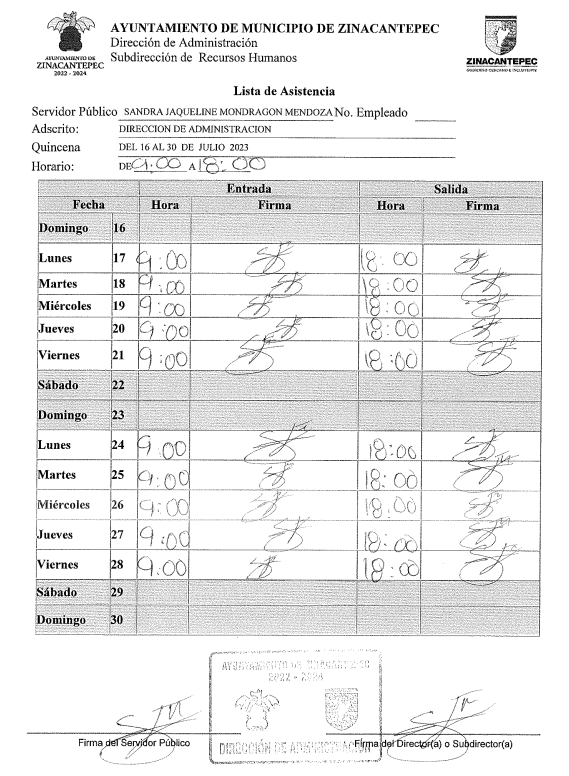 AYUNTAMIENTO DE
ZINACANTEPEC
2022 - 2024
AYUNTAMIENTO DE MUNICIPIO DE ZINACANTEPEC
Dirección de Administración
Subdirección de Recursos Humanos
ZINACANTEPEC
Lista de Asistencia
Servidor Público SANDRA JAQUELINE MONDRAGON MENDOZA No. Empleado
Adscrito: DIRECCION DE ADMINISTRACION
Quincena DEL 16 AL 30 DE JULIO 2023
Horario: DE 9:00 A 18:00
Entrada Salida
Fecha Hora Firma Hora Firma
Domingo 16
Lunes 17 9:00 18:00
Martes 18 9:00 18:00
Miércoles 19 9:00 18:00
Jueves 20 9:00 18:00
Viernes 21 9:00 18:00
Sábado 22
Domingo 23
Lunes 24 9:00 18:00
Martes 25 9:00 18:00
Miércoles 26 9:00 18:00
Jueves 27 9:00 18:00
Viernes 28 9:00 18:00
Sábado 29
Domingo 30
AYUNTAMIENTO DE ZINACANTEPEC
2022 - 2024
DIRECCIÓN DE ADMINISTRACIÓN
Firma del Servidor Público Firma del Director(a) o Subdirector(a)